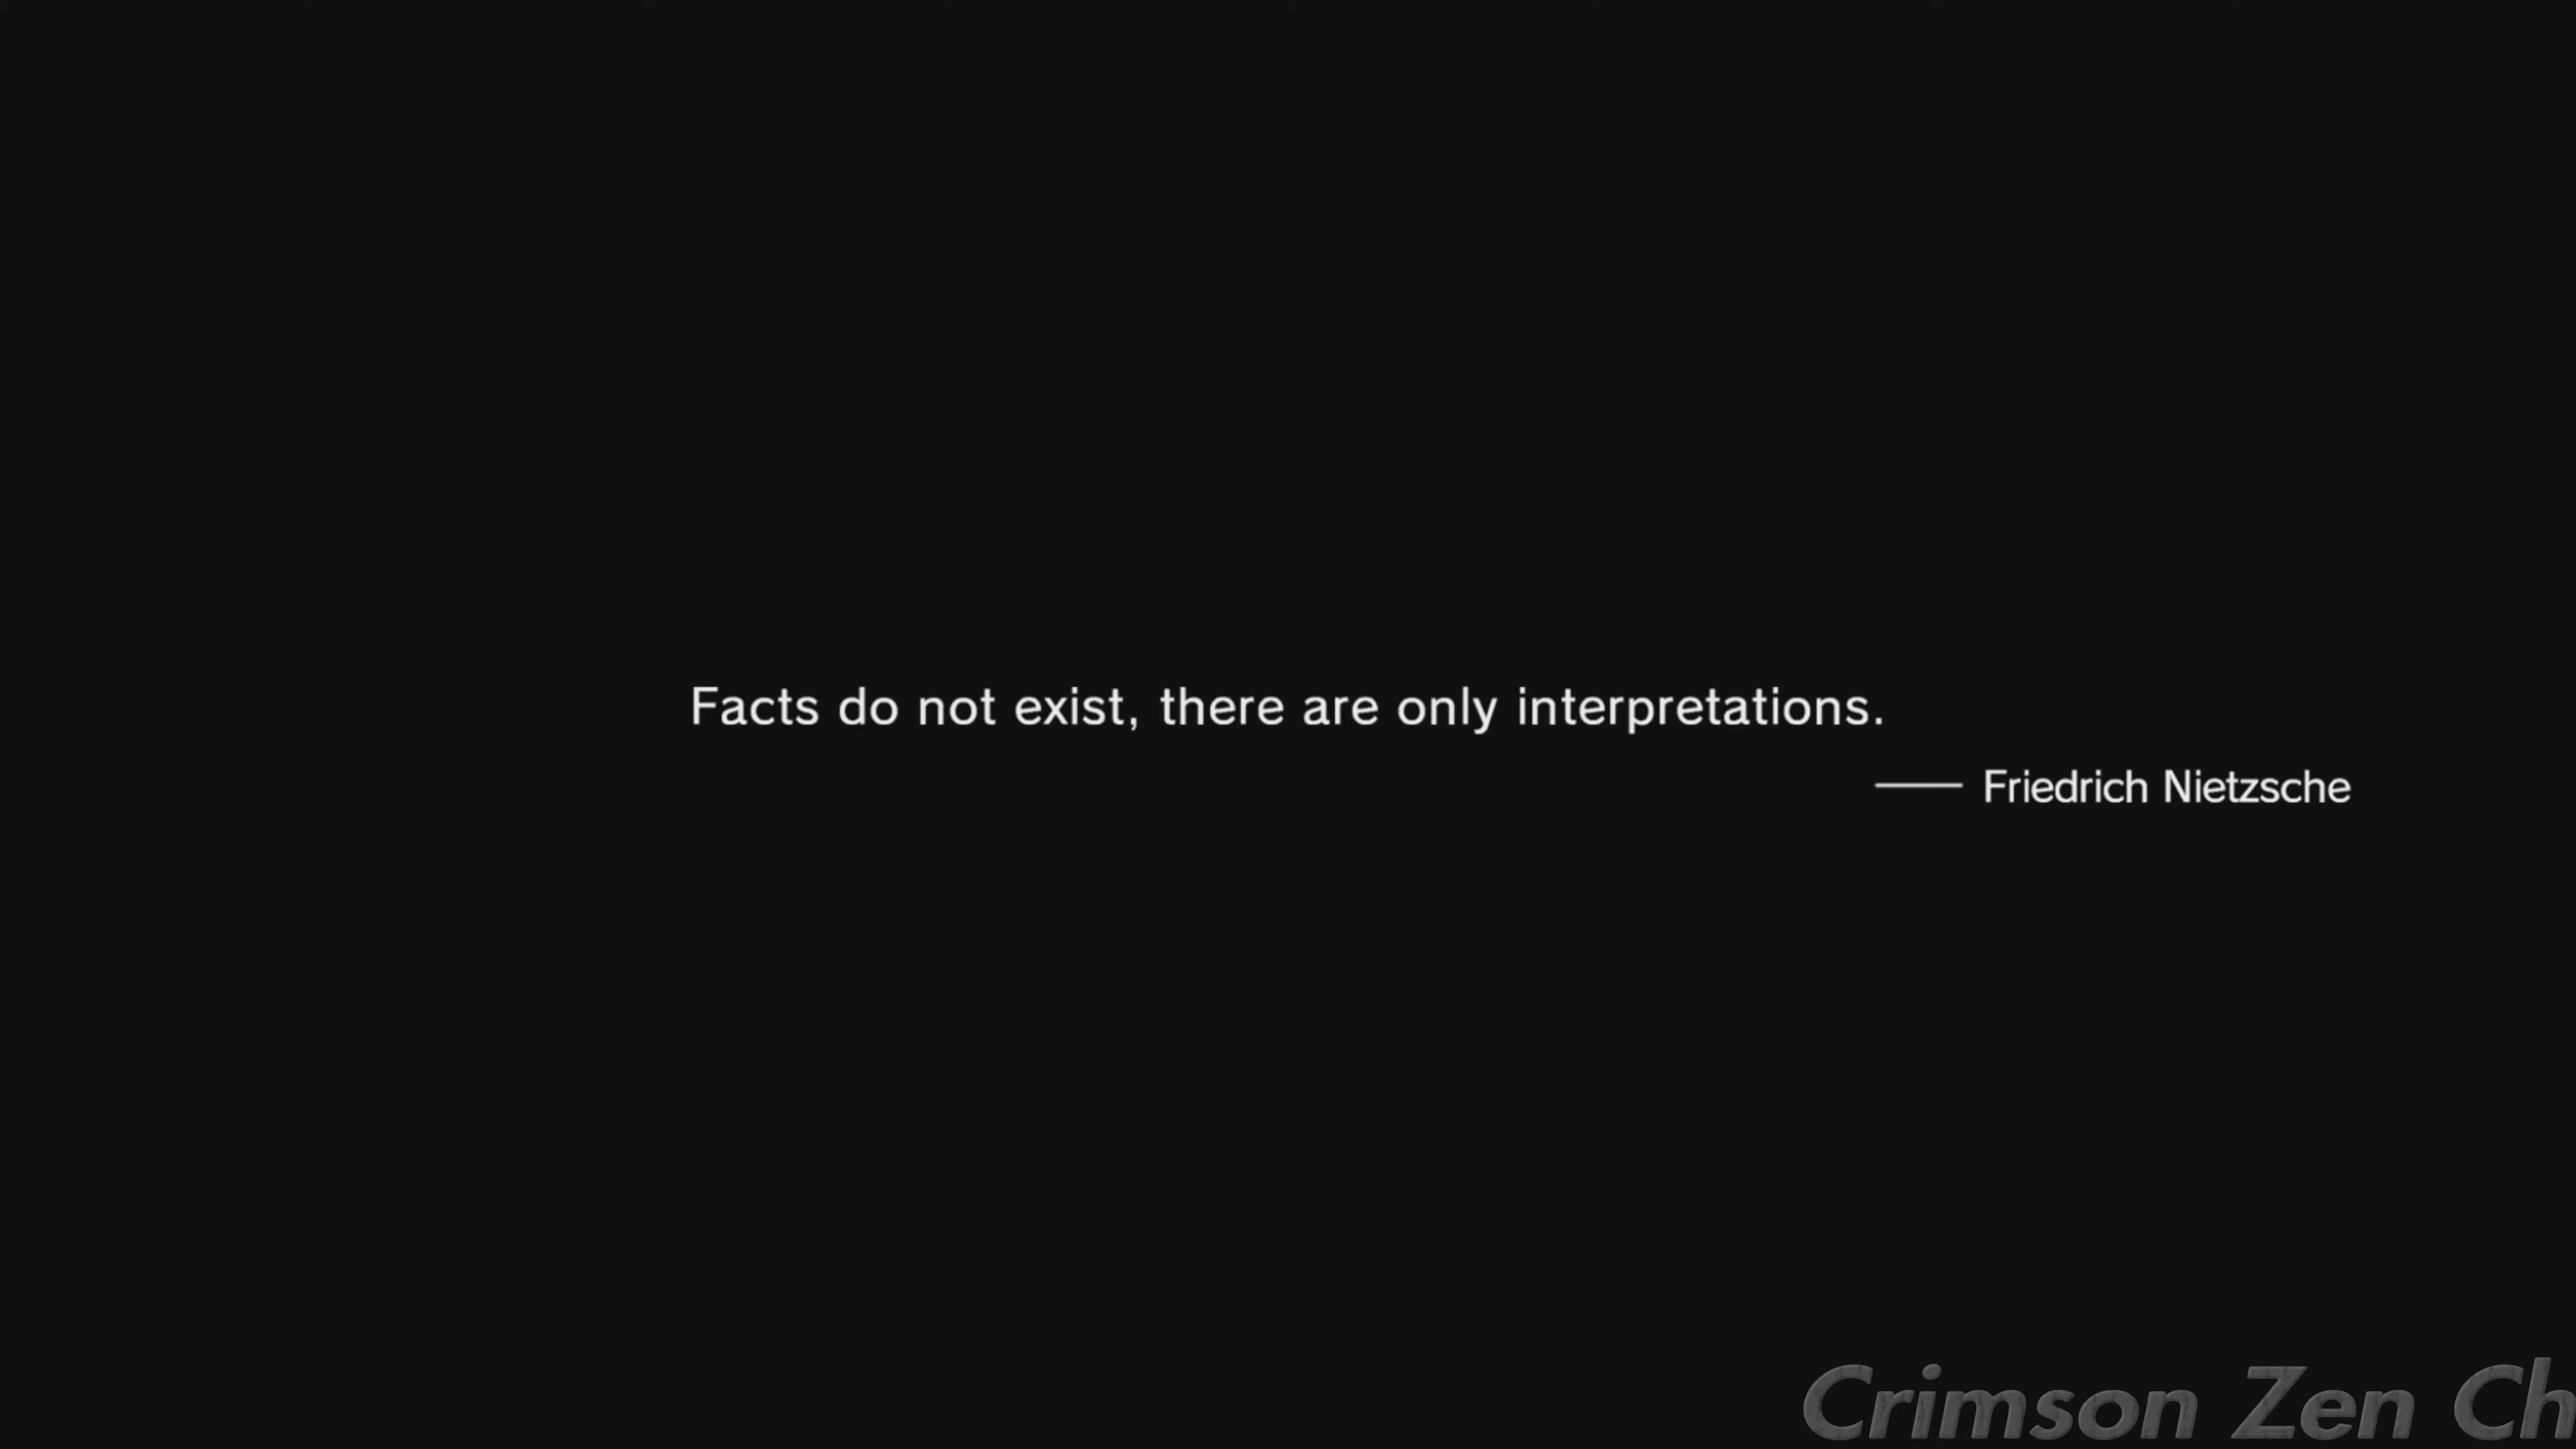 Facts do not exist, there are only interpretations.
—— Friedrich Nietzsche
Crimson Zen Ch